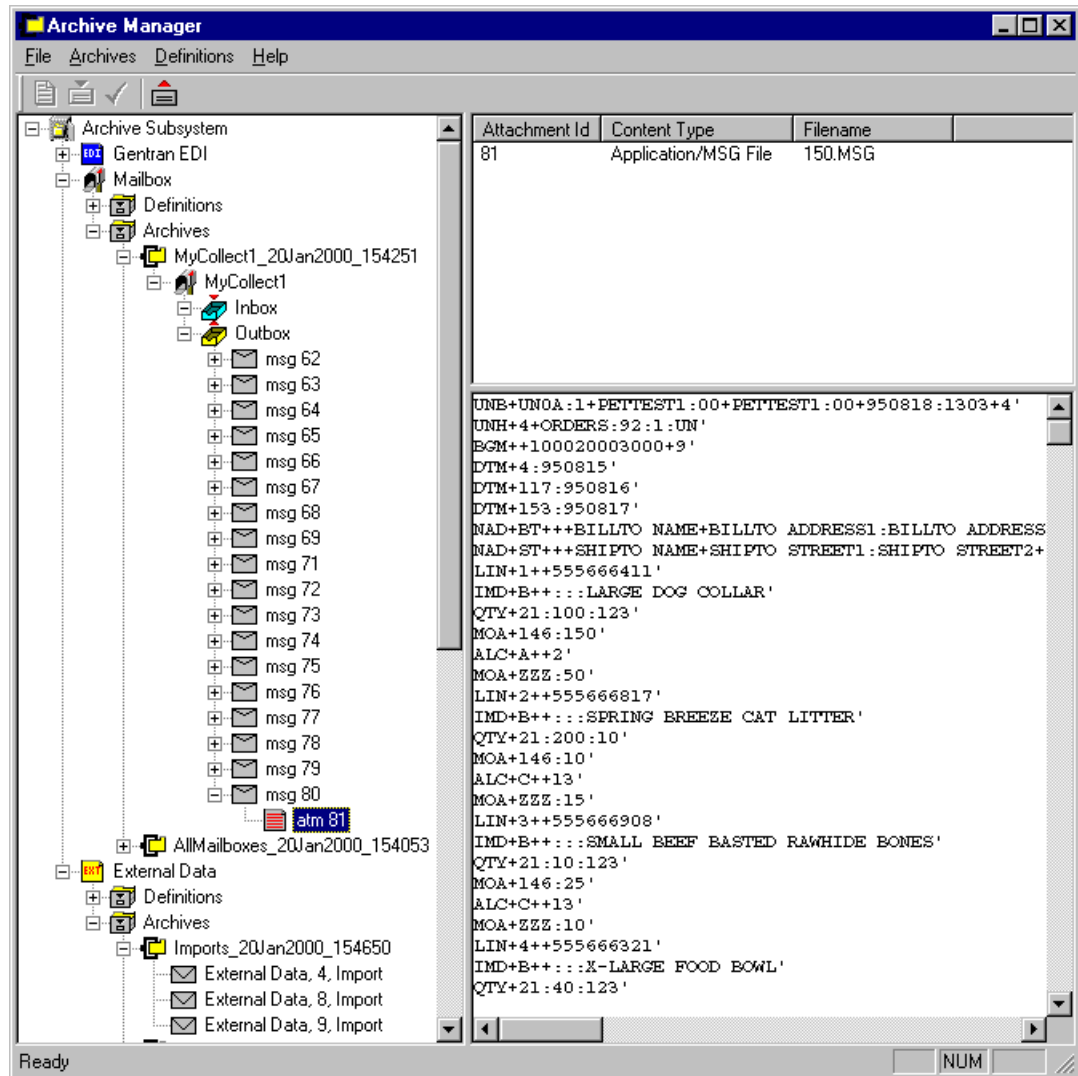 Archive Manager
File Archives Definitions Help
Archive Subsystem
EDI Gentran EDI
Mailbox
Definitions
Archives
MyCollect1_20Jan2000_154251
MyCollect1
Inbox
Outbox
msg 62
msg 63
msg 64
msg 65
msg 66
msg 67
msg 68
msg 69
msg 71
msg 72
msg 73
msg 74
msg 75
msg 76
msg 77
msg 78
msg 79
msg 80
atm 81
AllMailboxes_20Jan2000_154053
EXT External Data
Definitions
Archives
Imports_20Jan2000_154650
External Data, 4, Import
External Data, 8, Import
External Data, 9, Import
Attachment Id Content Type Filename
81 Application/MSG File 150.MSG
UNB+UNOA:1+PETTEST1:00+PETTEST1:00+950818:1303+4'
UNH+4+ORDERS:92:1:UN'
BGM++100020003000+9'
DTM+4:950815'
DTM+117:950816'
DTM+153:950817'
NAD+BT+++BILLTO NAME+BILLTO ADDRESS1:BILLTO ADDRESS
NAD+ST+++SHIPTO NAME+SHIPTO STREET1:SHIPTO STREET2+
LIN+1++555666411'
IMD+B++:::LARGE DOG COLLAR'
QTY+21:100:123'
MOA+146:150'
ALC+A++2'
MOA+ZZZ:50'
LIN+2++555666817'
IMD+B++:::SPRING BREEZE CAT LITTER'
QTY+21:200:10'
MOA+146:10'
ALC+C++13'
MOA+ZZZ:15'
LIN+3++555666908'
IMD+B++:::SMALL BEEF BASTED RAWHIDE BONES'
QTY+21:10:123'
MOA+146:25'
ALC+C++13'
MOA+ZZZ:10'
LIN+4++555666321'
IMD+B++:::X-LARGE FOOD BOWL'
QTY+21:40:123'
Ready
NUM